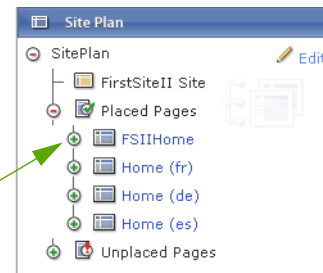 Site Plan
SitePlan
Edit
FirstSiteII Site
Placed Pages
FSIIHome
Home (fr)
Home (de)
Home (es)
Unplaced Pages